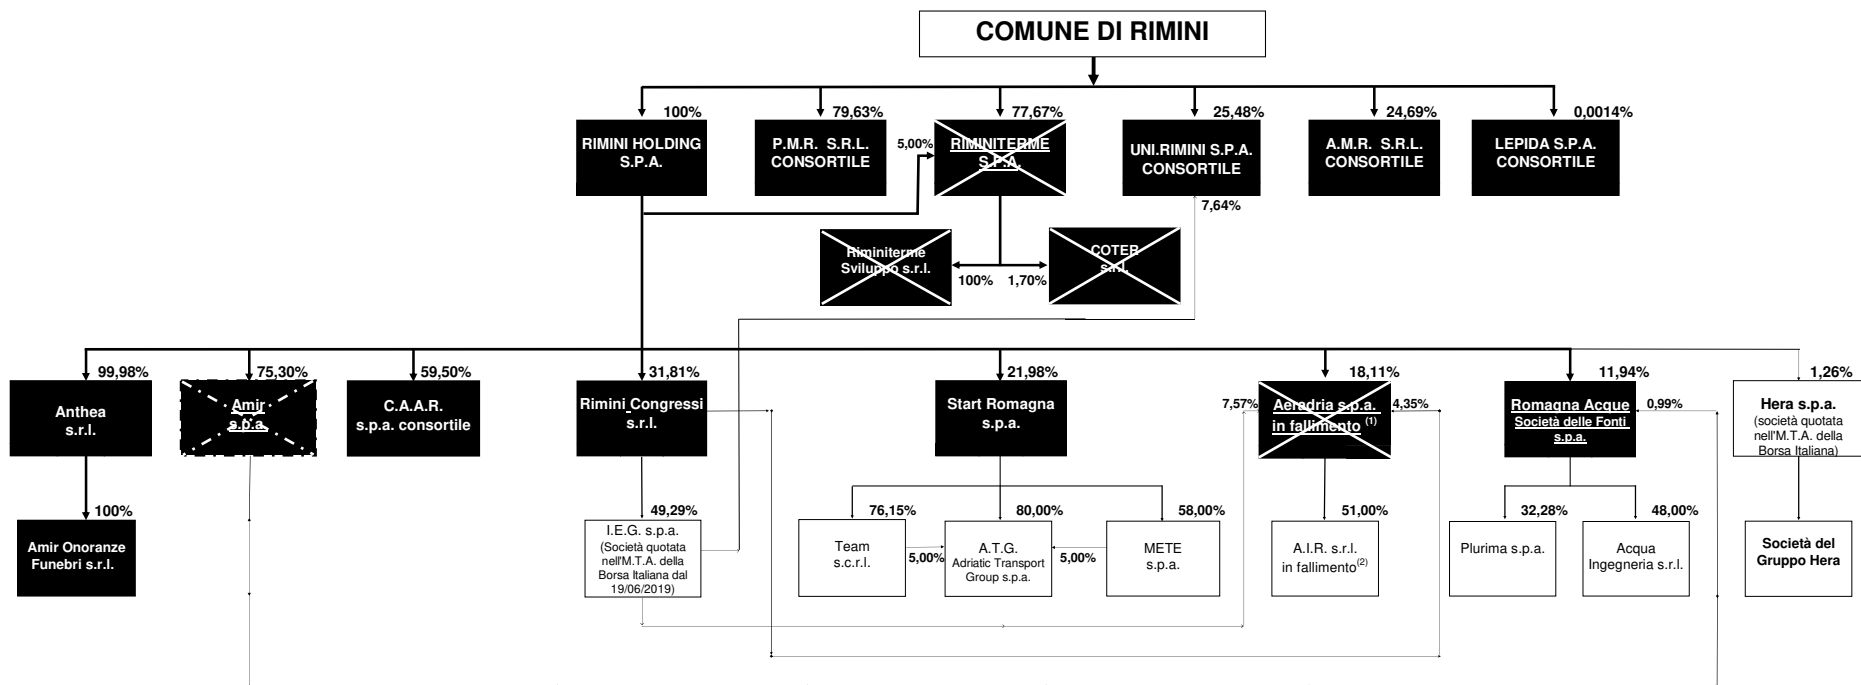 COMUNE DI RIMINI
100%
79,63%
77,67%
25,48%
24,69%
0,0014%
RIMINI HOLDING
S.P.A.
P.M.R. S.R.L.
CONSORTILE
5,00%
RIMINITERME
S.P.A.
UNI.RIMINI S.P.A.
CONSORTILE
A.M.R. S.R.L.
CONSORTILE
LEPIDA S.P.A.
CONSORTILE
7,64%
Riminiterme
Sviluppo s.r.l.
100%
1,70%
COTER
s.r.l.
99,98%
75,30%
59,50%
31,81%
21,98%
18,11%
11,94%
1,26%
Anthea
s.r.l.
Amir
s.p.a.
C.A.A.R.
s.p.a. consortile
Rimini Congressi
s.r.l.
Start Romagna
s.p.a.
7,57%
Aeradria s.p.a.
in fallimento (1)
4,35%
Romagna Acque
Società delle Fonti
s.p.a.
0,99%
Hera s.p.a.
(società quotata
nell'M.T.A. della
Borsa Italiana)
100%
49,29%
76,15%
80,00%
58,00%
51,00%
32,28%
48,00%
Amir Onoranze
Funebri s.r.l.
I.E.G. s.p.a.
(Società quotata
nell'M.T.A. della
Borsa Italiana dal
19/06/2019)
Team
s.c.r.l.
5,00%
A.T.G.
Adriatic Transport
Group s.p.a.
5,00%
METE
s.p.a.
A.I.R. s.r.l.
in fallimento(2)
Plurima s.p.a.
Acqua
Ingegneria s.r.l.
Società del
Gruppo Hera